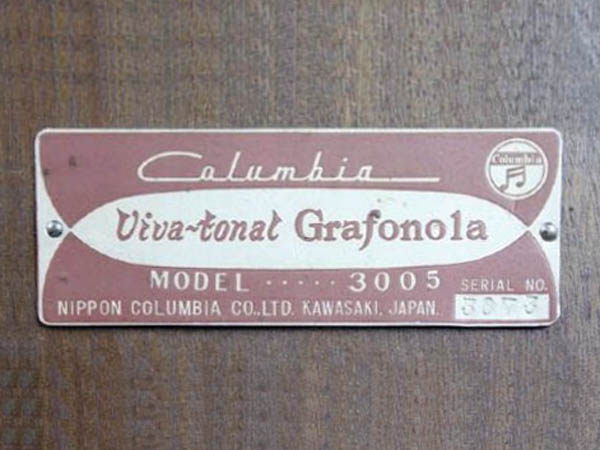 Columbia
Columbia
Viva-tonal Grafonola
MODEL ····· 3005
SERIAL NO.
NIPPON COLUMBIA CO.,LTD. KAWASAKI, JAPAN.